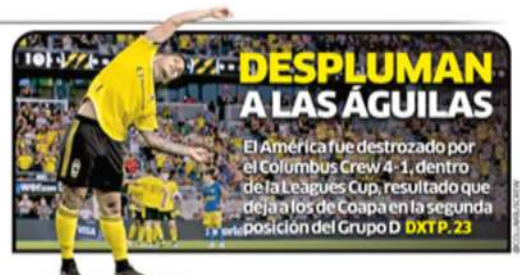 DESPLUMAN
A LAS ÁGUILAS
El América fue destrozado por
el Columbus Crew 4-1, dentro
de la Leagues Cup, resultado que
deja a los de Coapa en la segunda
posición del Grupo D DXT P. 23